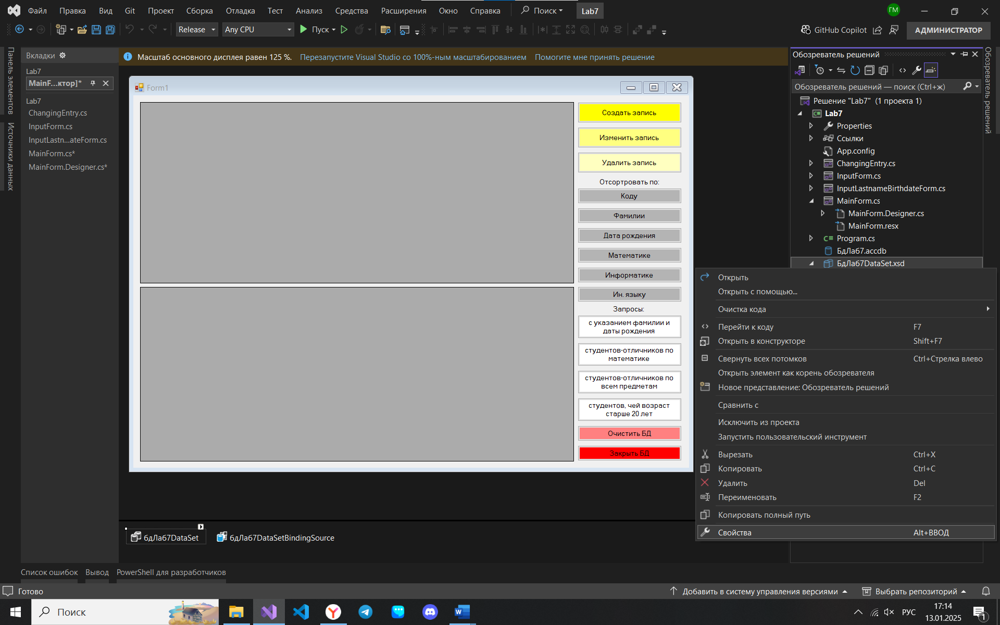 Файл Правка Вид Git Проект Сборка Отладка Тест Анализ Средства Расширения Окно Справка Поиск Lab7 ГМ
Release Any CPU Пуск GitHub Copilot АДМИНИСТРАТОР
Панель элементов
Источники данных
Вкладки
Lab7
MainF...ктор]*
Lab7
ChangingEntry.cs
InputForm.cs
InputLastn...ateForm.cs
MainForm.cs*
MainForm.Designer.cs*
Масштаб основного дисплея равен 125 %. Перезапустите Visual Studio со 100%-ным масштабированием Помогите мне принять решение
Form1
Создать запись
Изменить запись
Удалить запись
Отсортровать по:
Коду
Фамилии
Дата рождения
Математике
Информатике
Ин. языку
Запросы:
с указанием фамилии и
даты рождения
студентов-отличников по
математике
студентов-отличников по
всем предметам
студентов, чей возраст
старше 20 лет
Очистить БД
Закрыть БД
бдЛаб7DataSet бдЛаб7DataSetBindingSource
Обозреватель решений
Обозреватель решений — поиск (Ctrl+ж)
Решение "Lab7" (1 проекта 1)
Lab7
Properties
Ссылки
App.config
ChangingEntry.cs
InputForm.cs
InputLastnameBirthdateForm.cs
MainForm.cs
MainForm.Designer.cs
MainForm.resx
Program.cs
БдЛаб7.accdb
БдЛаб7DataSet.xsd
Обозреватель решений
Открыть
Открыть с помощью...
Очистка кода
Перейти к коду F7
Открыть в конструкторе Shift+F7
Свернуть всех потомков Ctrl+Стрелка влево
Открыть элемент как корень обозревателя
Новое представление: Обозреватель решений
Сравнить с
Исключить из проекта
Запустить пользовательский инструмент
Вырезать Ctrl+X
Копировать Ctrl+C
Удалить Del
Переименовать F2
Копировать полный путь
Свойства Alt+ВВОД
Список ошибок Вывод PowerShell для разработчиков
Готово Добавить в систему управления версиями Выбрать репозиторий
Поиск РУС 17:14
13.01.2025
1